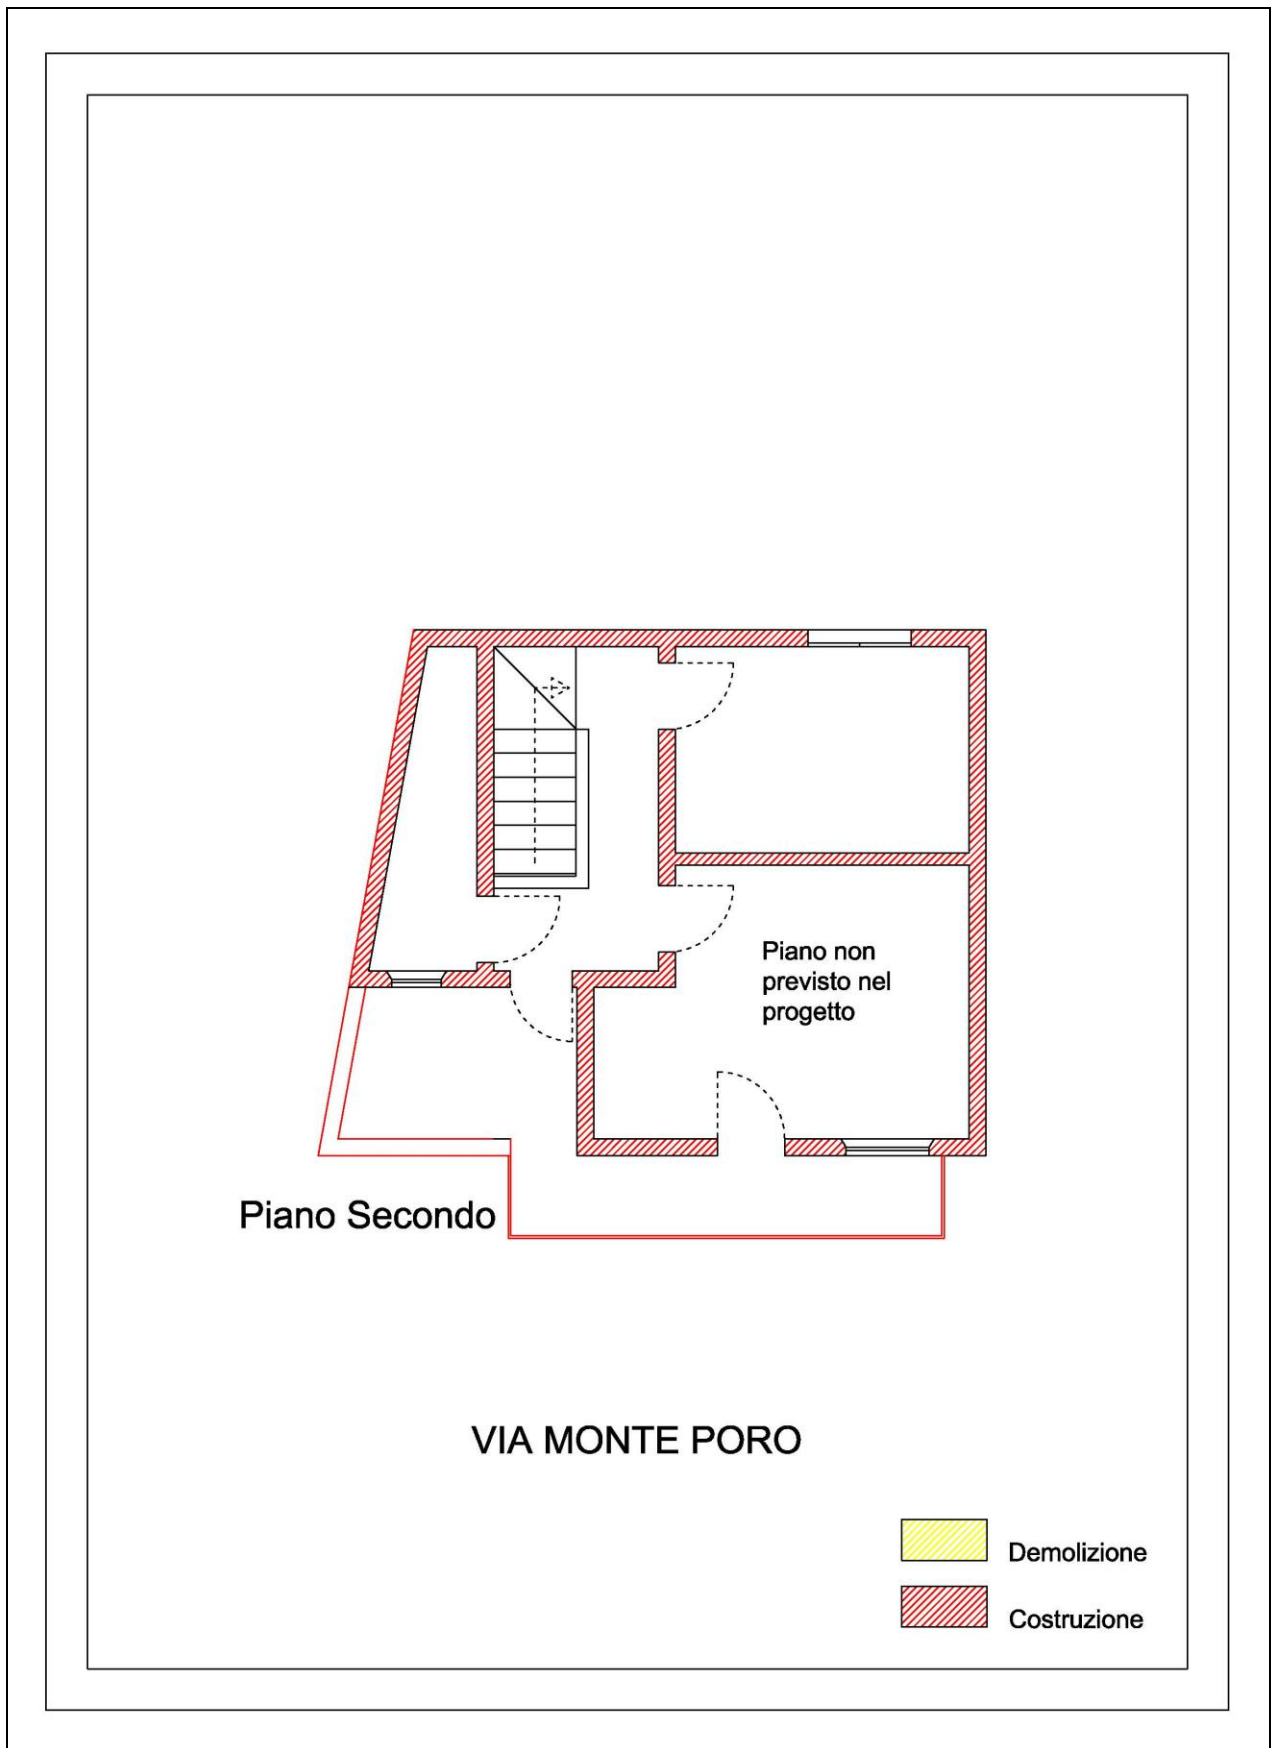 Piano non
previsto nel
progetto
Piano Secondo
VIA MONTE PORO
Demolizione
Costruzione